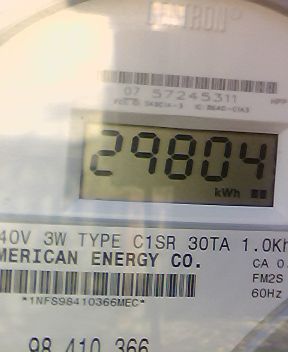 07 57245311
29804
kWh
40V 3W TYPE C1SR 30TA 1.0Kh
MERICAN ENERGY CO.
CA 0.
FM2S
60Hz
*1NFS98410366MEC*
98 410 366